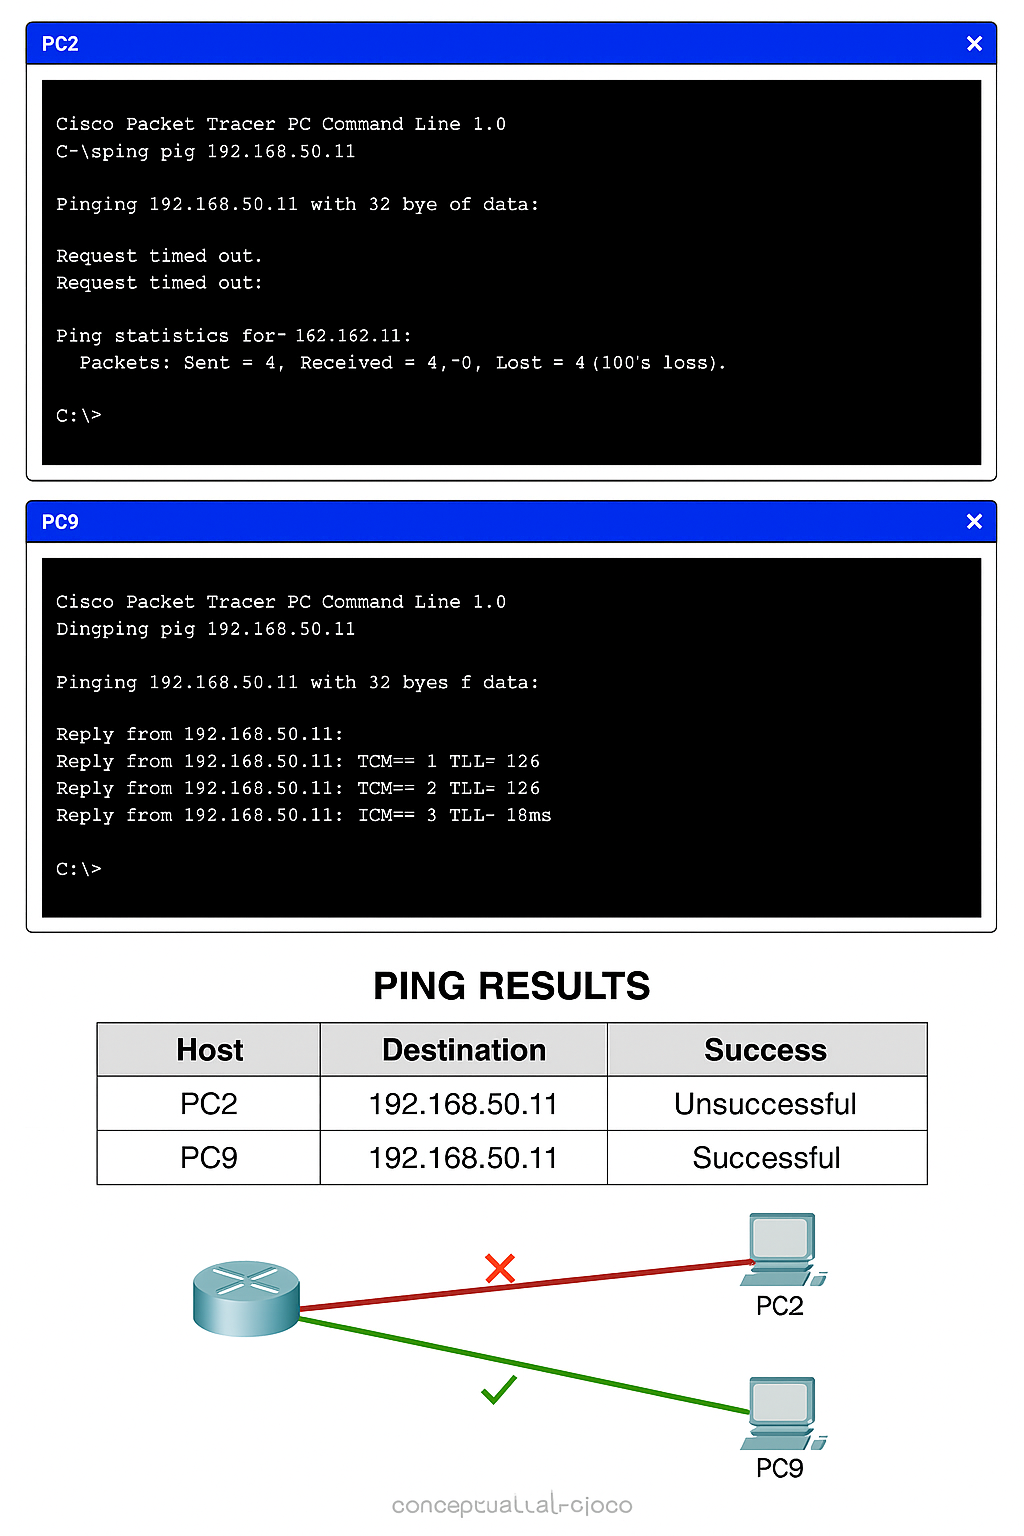 PC2
Cisco Packet Tracer PC Command Line 1.0
C-\sping pig 192.168.50.11
Pinging 192.168.50.11 with 32 bye of data:
Request timed out.
Request timed out:
Ping statistics for- 162.162.11:
Packets: Sent = 4, Received = 4,-0, Lost = 4 (100's loss).
C:\>
PC9
Cisco Packet Tracer PC Command Line 1.0
Dingping pig 192.168.50.11
Pinging 192.168.50.11 with 32 byes f data:
Reply from 192.168.50.11:
Reply from 192.168.50.11: TCM== 1 TLL= 126
Reply from 192.168.50.11: TCM== 2 TLL= 126
Reply from 192.168.50.11: ICM== 3 TLL- 18ms
C:\>
PING RESULTS
Host Destination Success
PC2 192.168.50.11 Unsuccessful
PC9 192.168.50.11 Successful
PC2
PC9